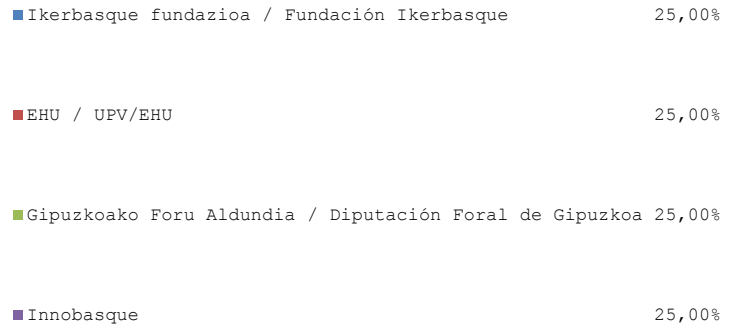 Ikerbasque fundazioa / Fundación Ikerbasque 25,00%
EHU / UPV/EHU 25,00%
Gipuzkoako Foru Aldundia / Diputación Foral de Gipuzkoa 25,00%
Innobasque 25,00%